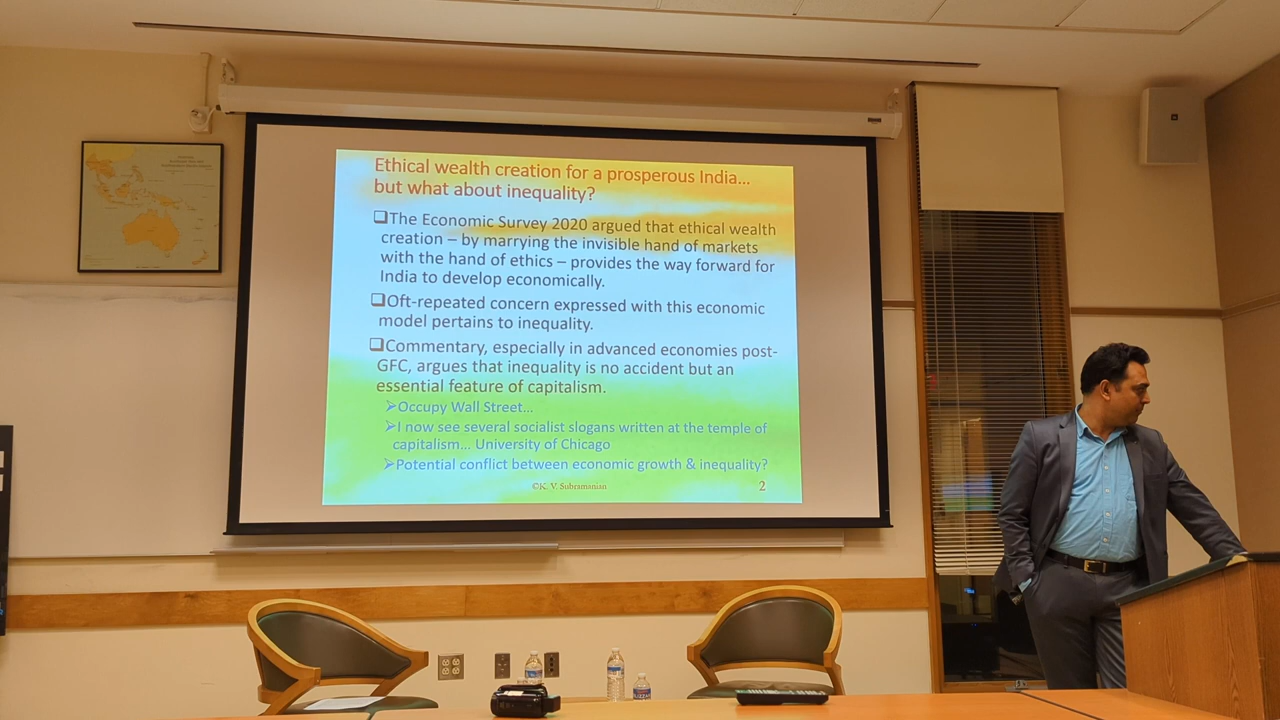 Ethical wealth creation for a prosperous India...
but what about inequality?
❑The Economic Survey 2020 argued that ethical wealth
creation – by marrying the invisible hand of markets
with the hand of ethics – provides the way forward for
India to develop economically.
❑Oft-repeated concern expressed with this economic
model pertains to inequality.
❑Commentary, especially in advanced economies post-
GFC, argues that inequality is no accident but an
essential feature of capitalism.
➢Occupy Wall Street...
➢I now see several socialist slogans written at the temple of
capitalism... University of Chicago
➢Potential conflict between economic growth & inequality?
©K. V. Subramanian
2